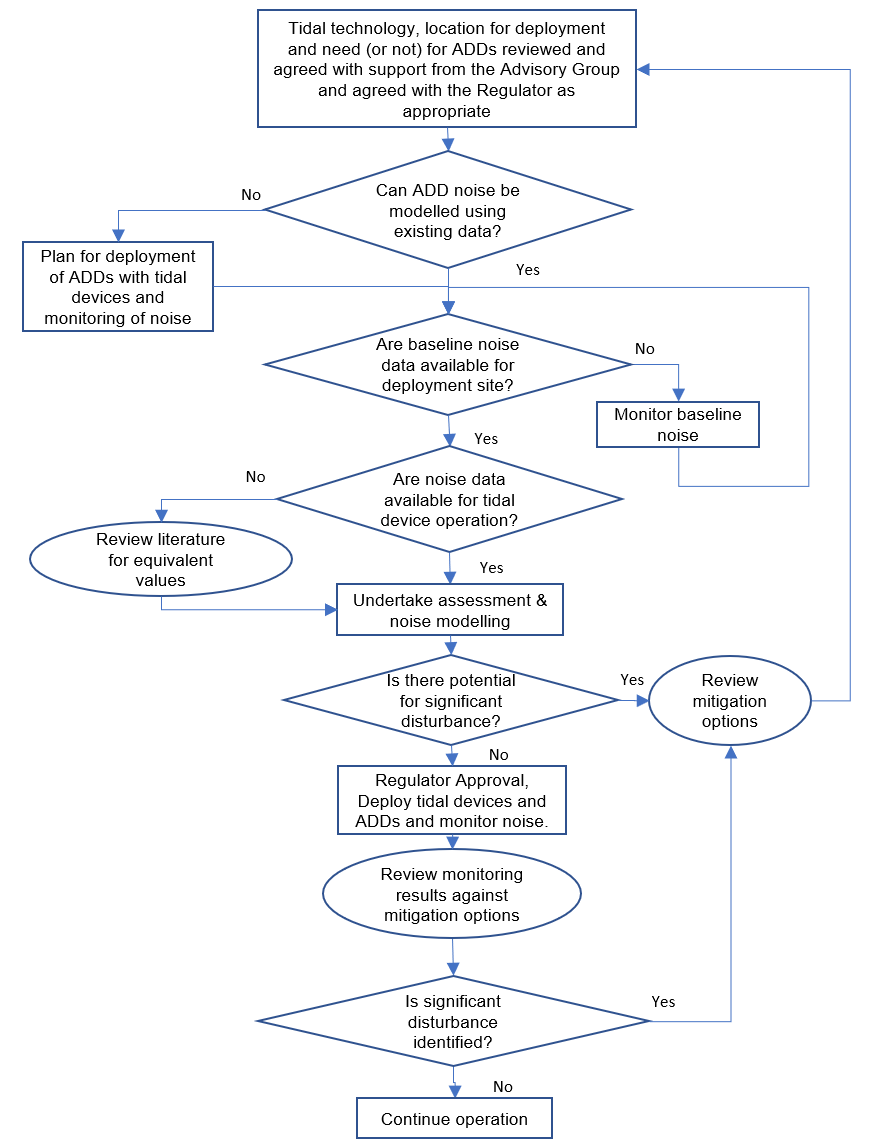 Tidal technology, location for deployment
and need (or not) for ADDs reviewed and
agreed with support from the Advisory Group
and agreed with the Regulator as
appropriate
Can ADD noise be
modelled using
existing data?
No
Plan for deployment
of ADDs with tidal
devices and
monitoring of noise
Yes
Are baseline noise
data available for
deployment site?
No
Monitor baseline
noise
Yes
Are noise data
available for tidal
device operation?
No
Review literature
for equivalent
values
Yes
Undertake assessment &
noise modelling
Is there potential
for significant
disturbance?
Yes
Review
mitigation
options
No
Regulator Approval,
Deploy tidal devices and
ADDs and monitor noise.
Review monitoring
results against
mitigation options
Is significant
disturbance
identified?
Yes
No
Continue operation